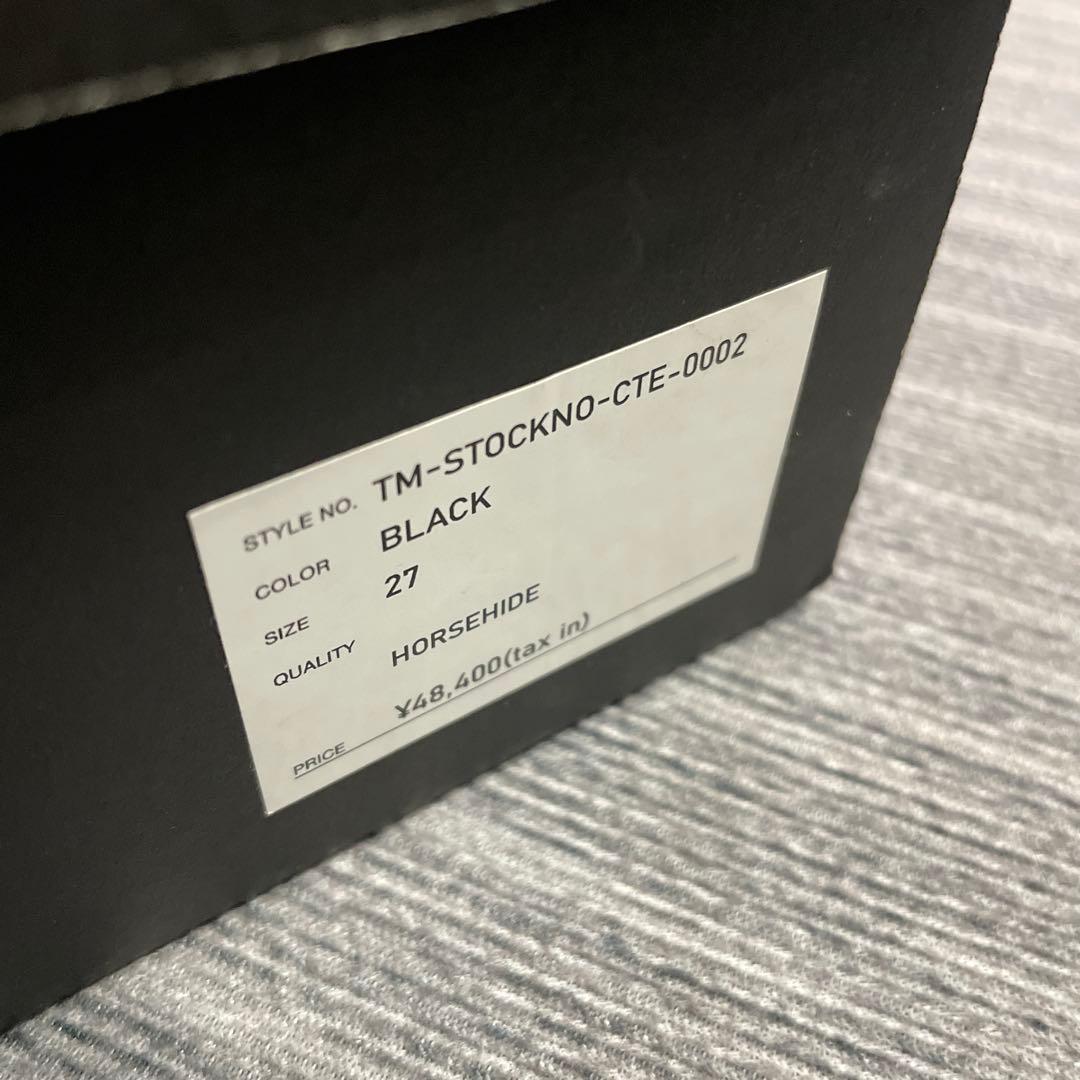 STYLE NO. TM-STOCKNO-CTE-0002
COLOR BLACK
SIZE 27
QUALITY HORSEHIDE
PRICE ¥48,400(tax in)